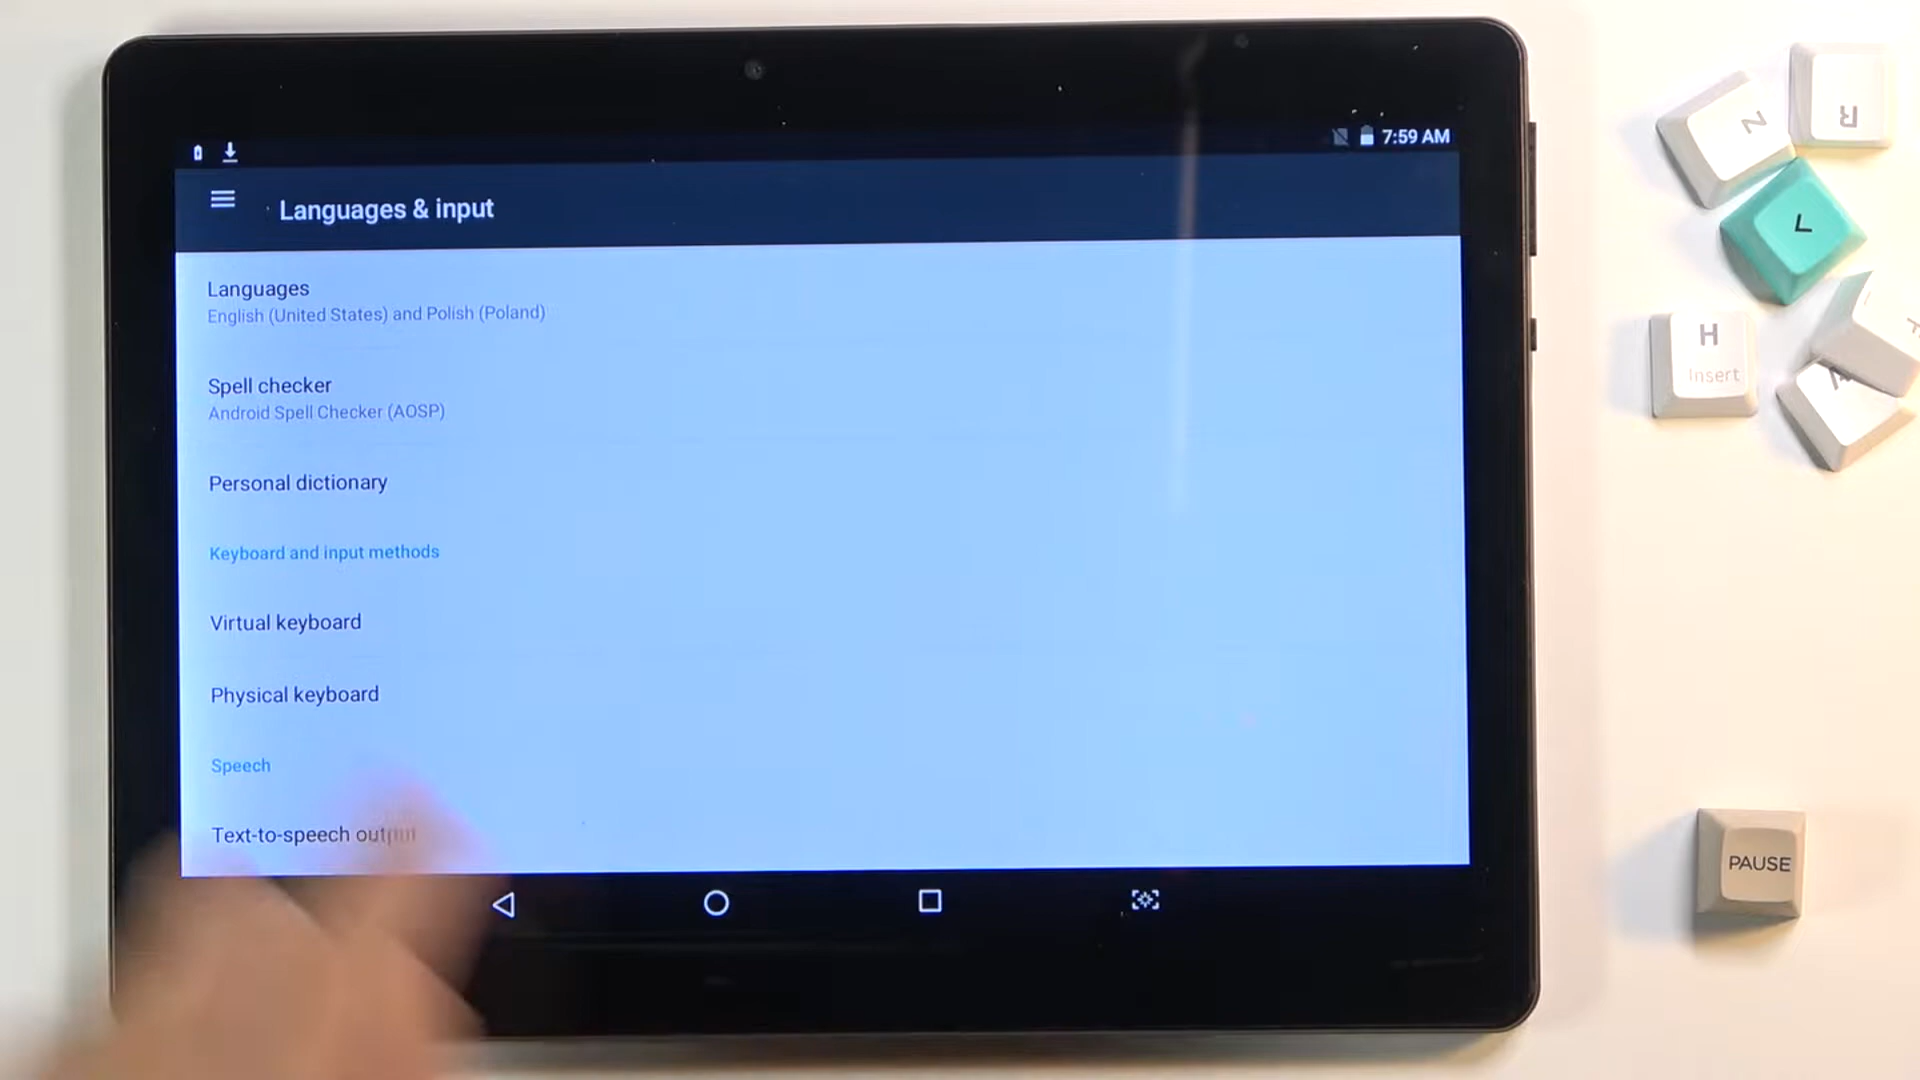 7:59 AM
Languages & input
Languages
English (United States) and Polish (Poland)
Spell checker
Android Spell Checker (AOSP)
Personal dictionary
Keyboard and input methods
Virtual keyboard
Physical keyboard
Speech
Text-to-speech output
N
R
L
H
Insert
PAUSE